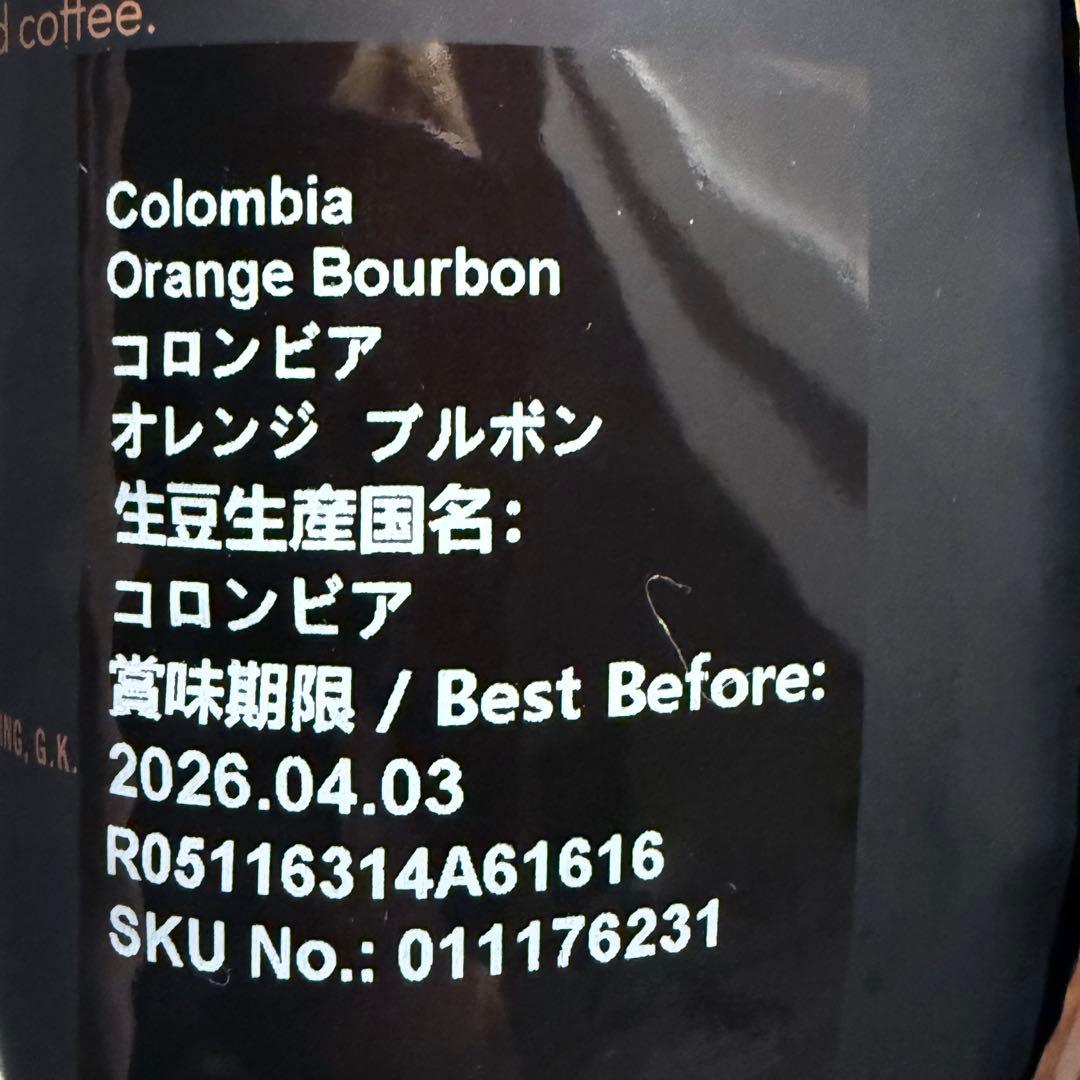 d coffee.
Colombia
Orange Bourbon
コロンビア
オレンジ ブルボン
生豆生産国名:
コロンビア
賞味期限 / Best Before:
2026.04.03
R05116314A61616
SKU No.: 011176231
ING, G.K.